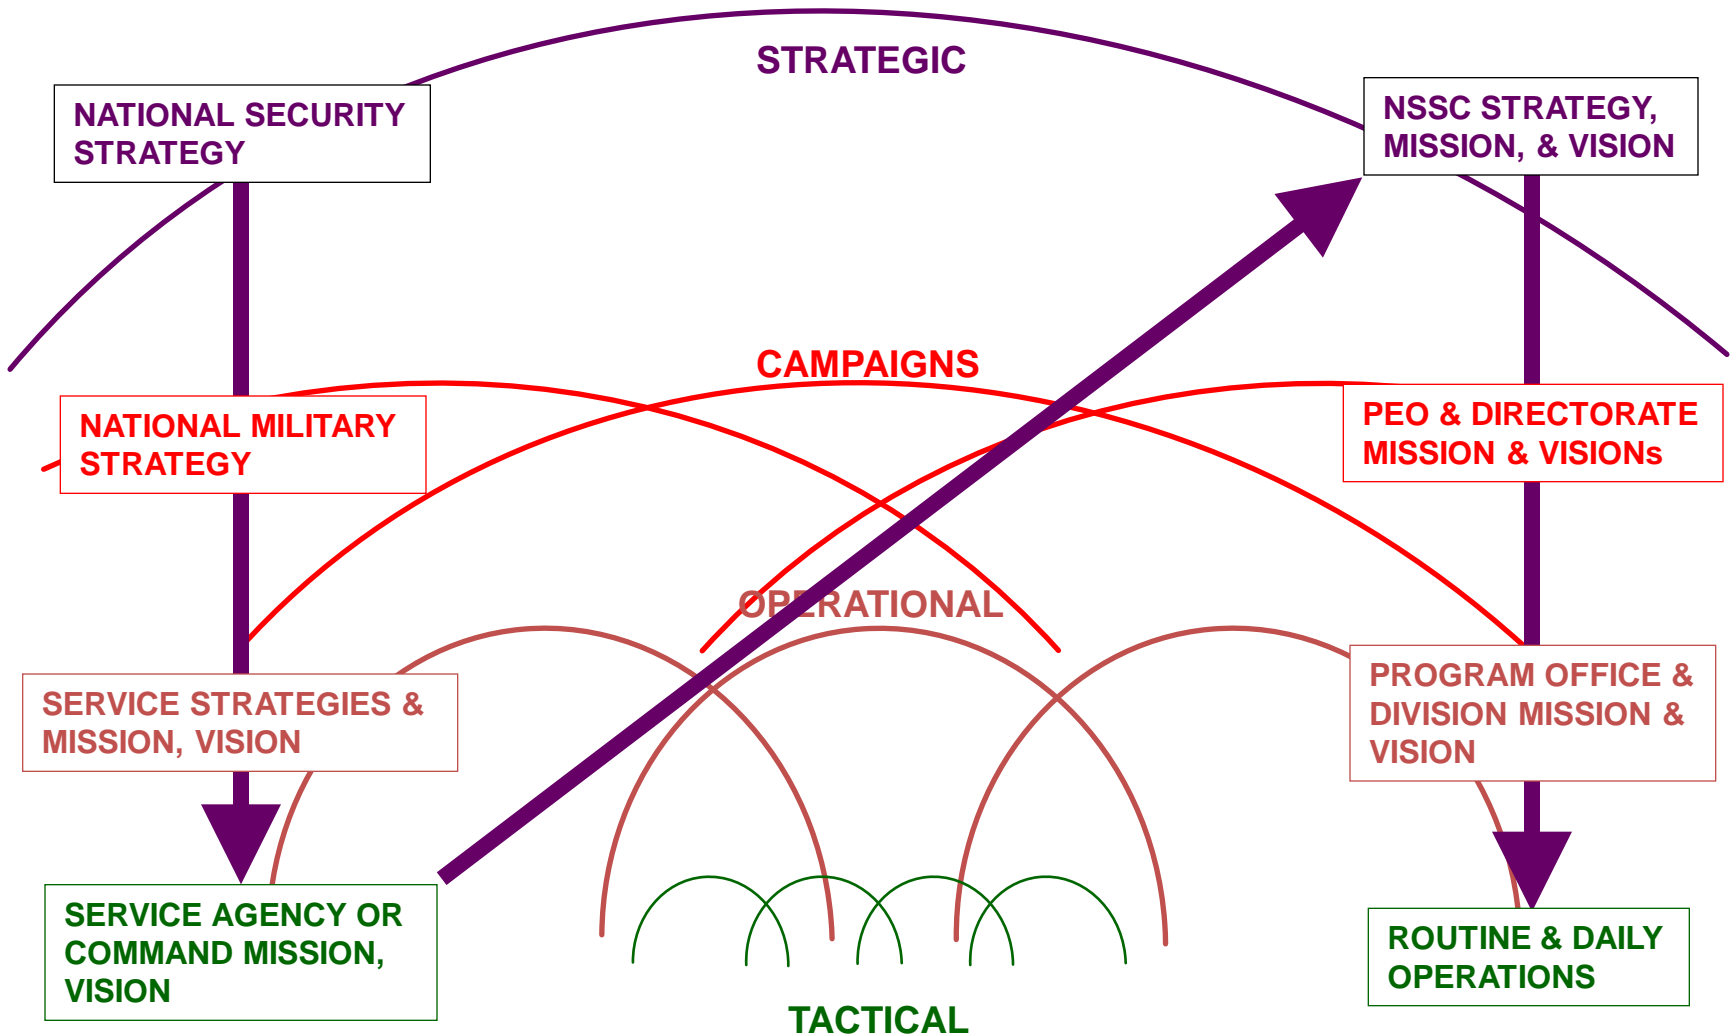 STRATEGIC
NATIONAL SECURITY
STRATEGY
NSSC STRATEGY,
MISSION, & VISION
CAMPAIGNS
NATIONAL MILITARY
STRATEGY
PEO & DIRECTORATE
MISSION & VISIONs
OPERATIONAL
SERVICE STRATEGIES &
MISSION, VISION
PROGRAM OFFICE &
DIVISION MISSION &
VISION
SERVICE AGENCY OR
COMMAND MISSION,
VISION
ROUTINE & DAILY
OPERATIONS
TACTICAL